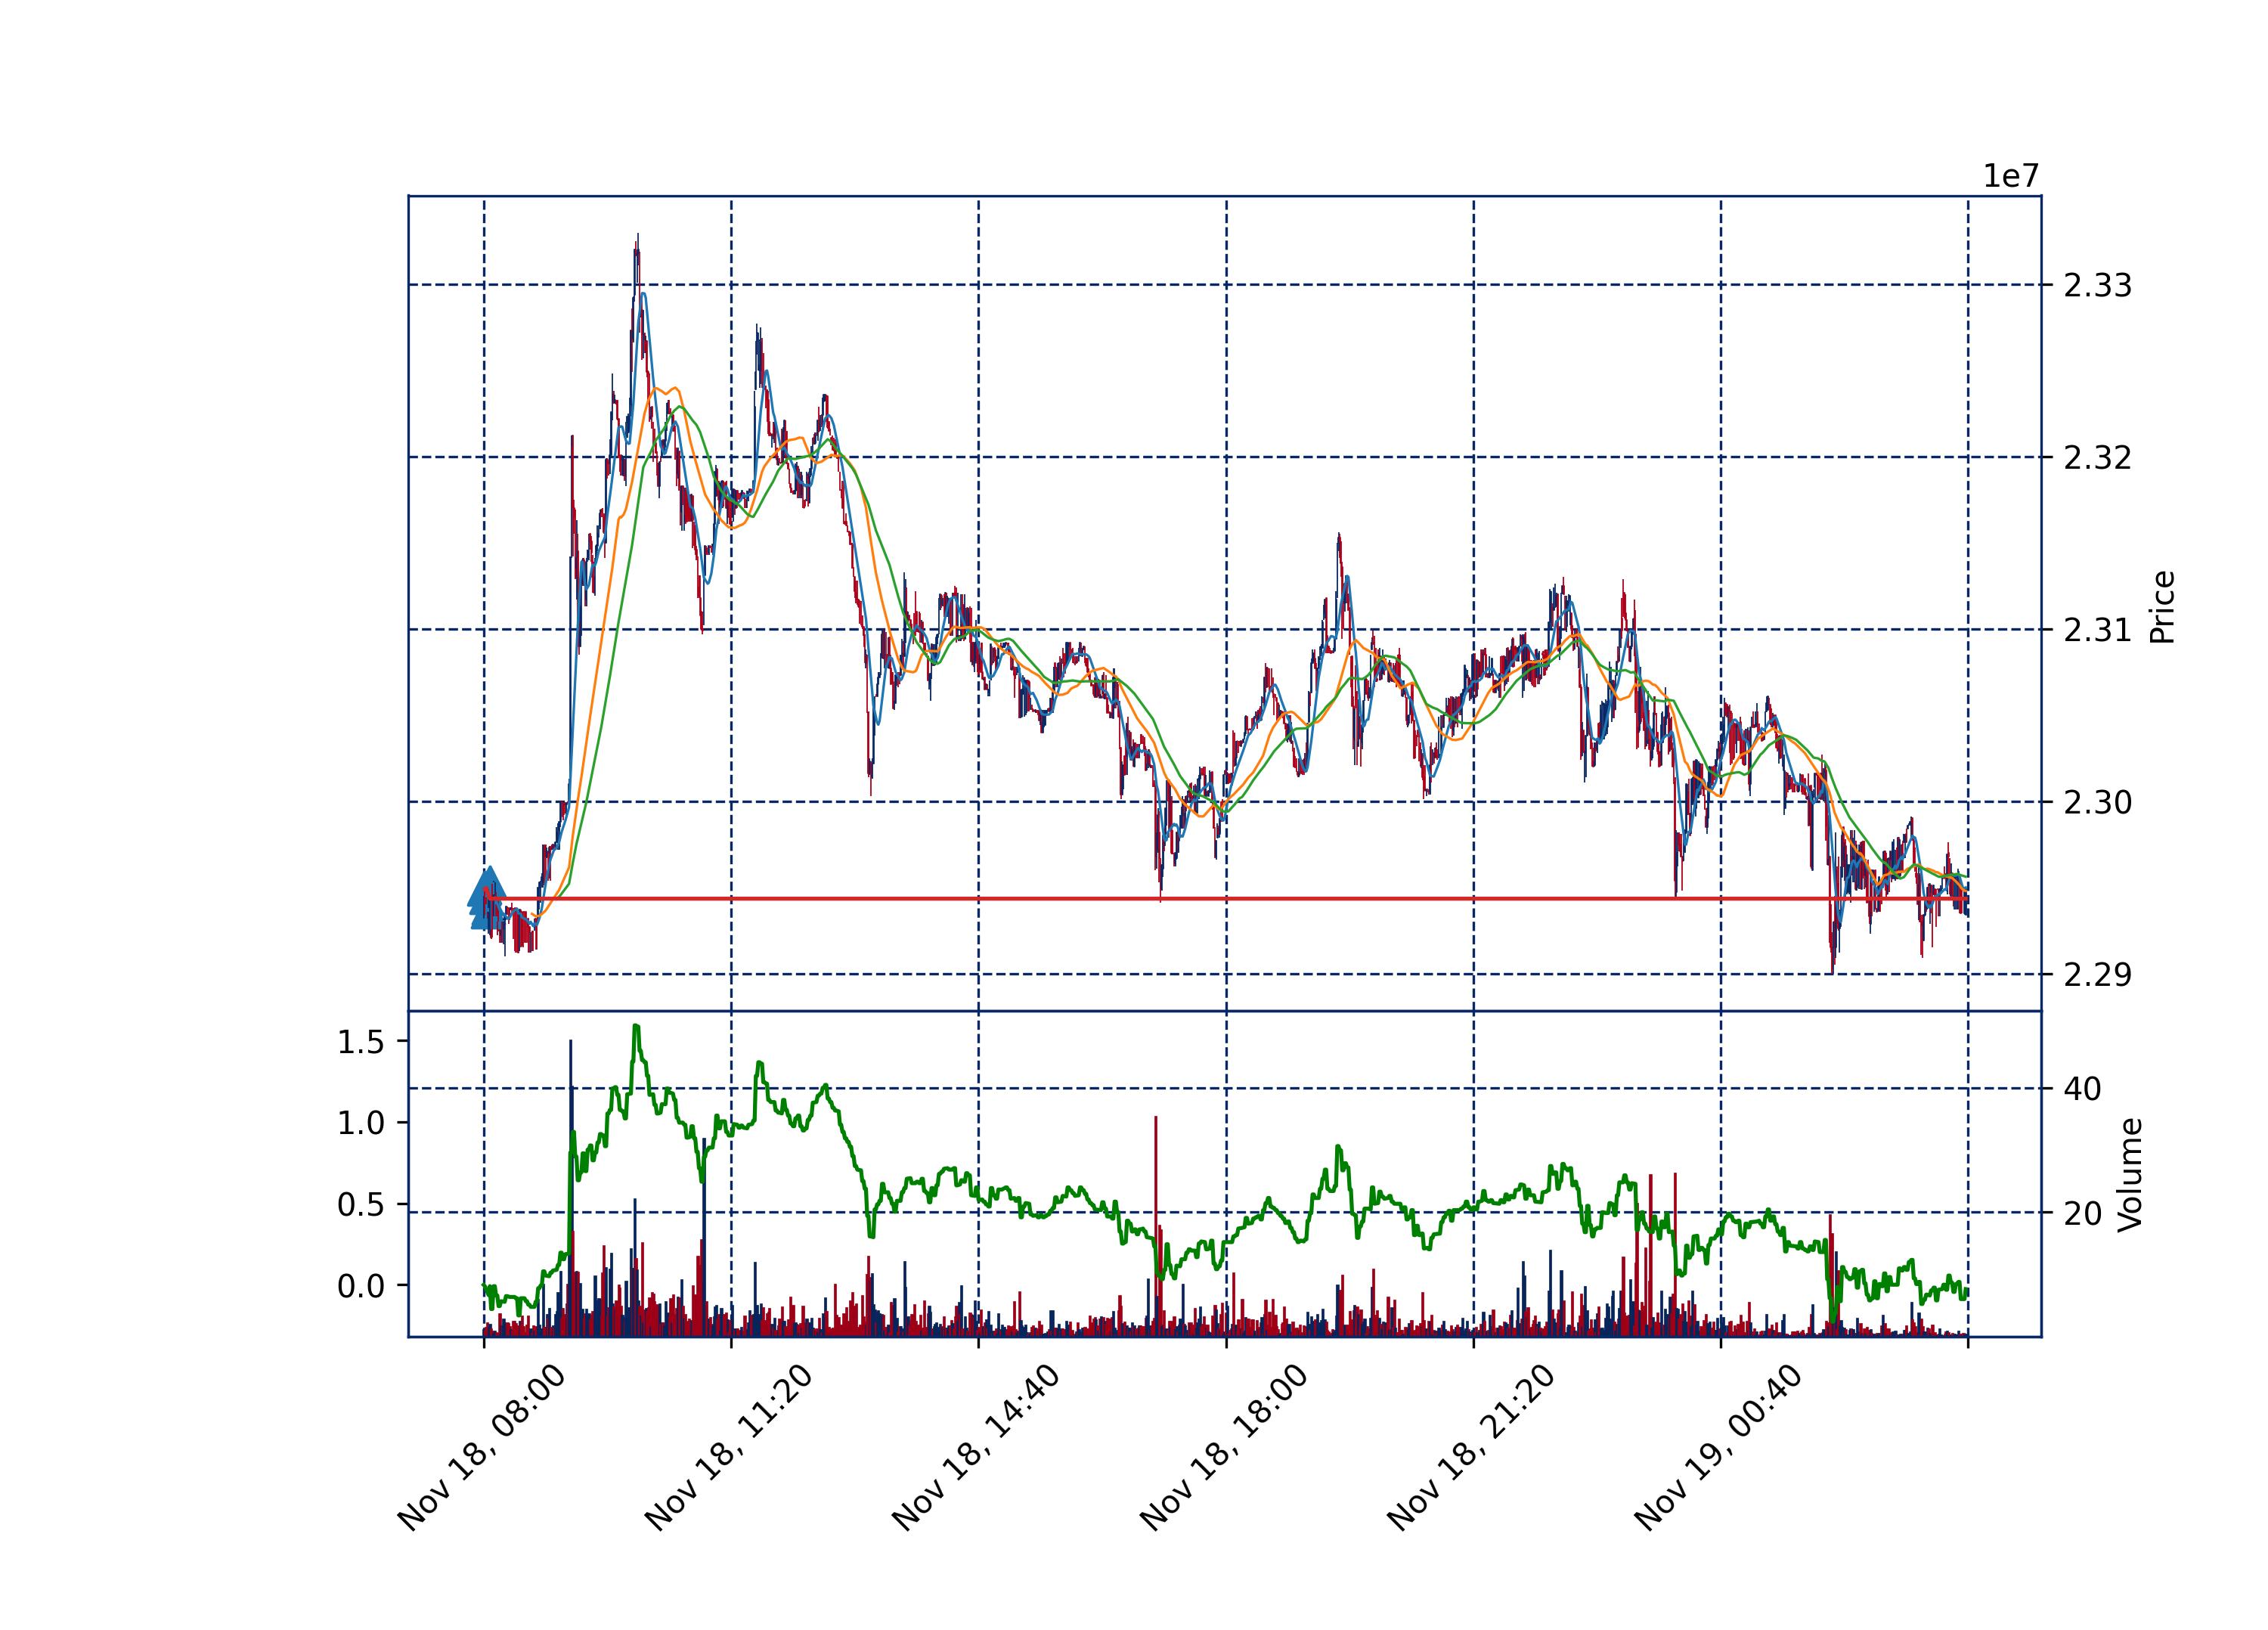 1e7
2.33
2.32
2.31
2.30
2.29
Price
1.5
1.0
0.5
0.0
40
20
Volume
Nov 18, 08:00
Nov 18, 11:20
Nov 18, 14:40
Nov 18, 18:00
Nov 18, 21:20
Nov 19, 00:40